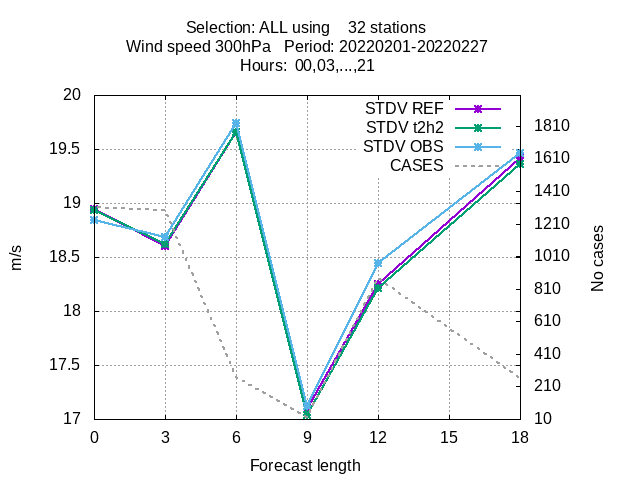 Selection: ALL using    32 stations
Wind speed 300hPa   Period: 20220201-20220227
Hours:  00,03,...,21
STDV REF
STDV t2h2
STDV OBS
CASES
20
19.5
19
18.5
18
17.5
17
m/s
1810
1610
1410
1210
1010
810
610
410
210
10
No cases
0 3 6 9 12 15 18
Forecast length